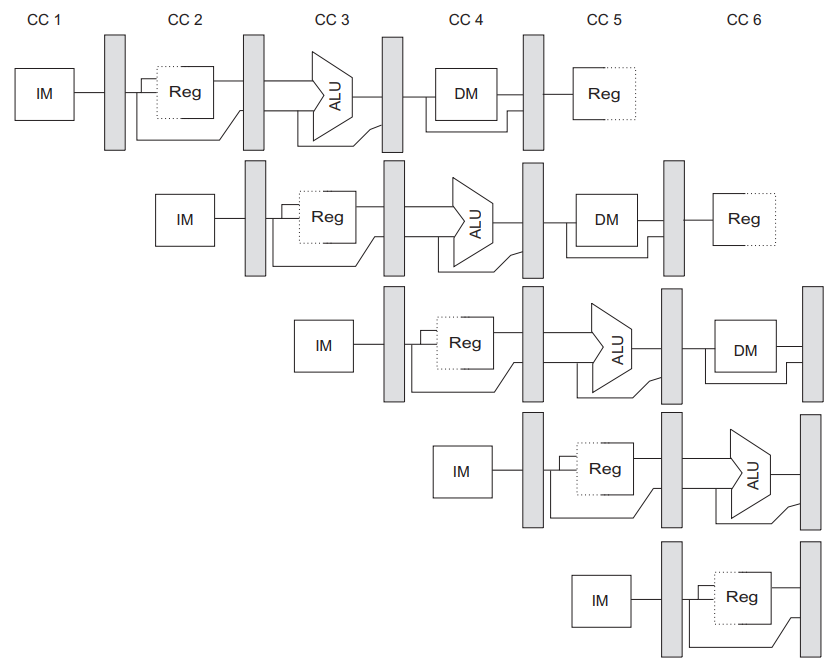 CC 1 CC 2 CC 3 CC 4 CC 5 CC 6
IM Reg ALU DM Reg
IM Reg ALU DM Reg
IM Reg ALU DM
IM Reg ALU
IM Reg